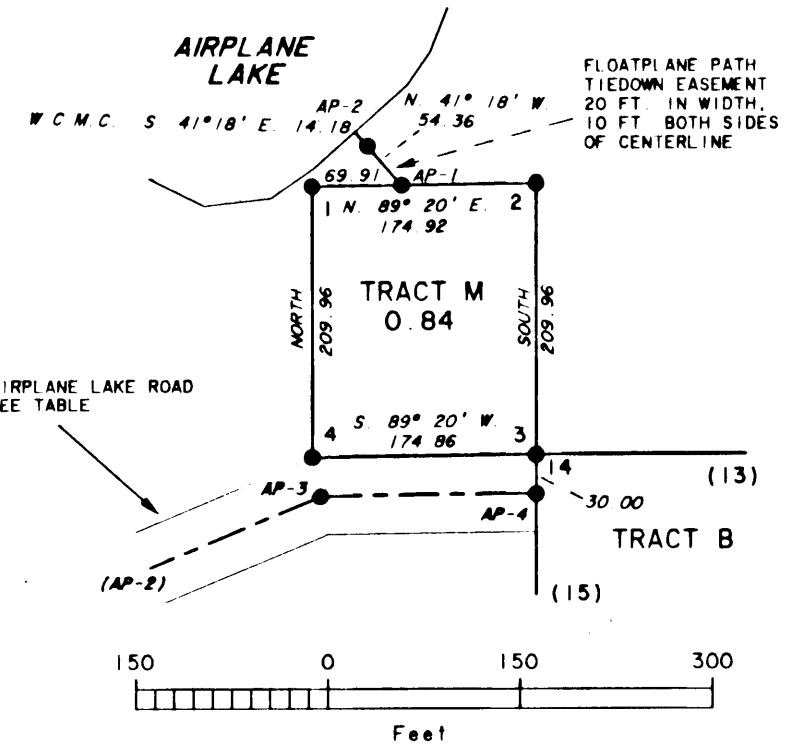 AIRPLANE
LAKE
FLOATPLANE PATH
TIEDOWN EASEMENT
20 FT. IN WIDTH,
10 FT. BOTH SIDES
OF CENTERLINE
AP-2
N. 41° 18' W.
54.36
W C M.C. S. 41°18' E. 14.18
69.91
AP-1
1 N. 89° 20' E. 2
174.92
TRACT M
0.84
NORTH
209.96
SOUTH
209.96
IRPLANE LAKE ROAD
EE TABLE
4 S. 89° 20' W. 3
174 86
14
(13)
AP-3
30.00
AP-4
TRACT B
(AP-2)
(15)
150 0 150 300
Feet